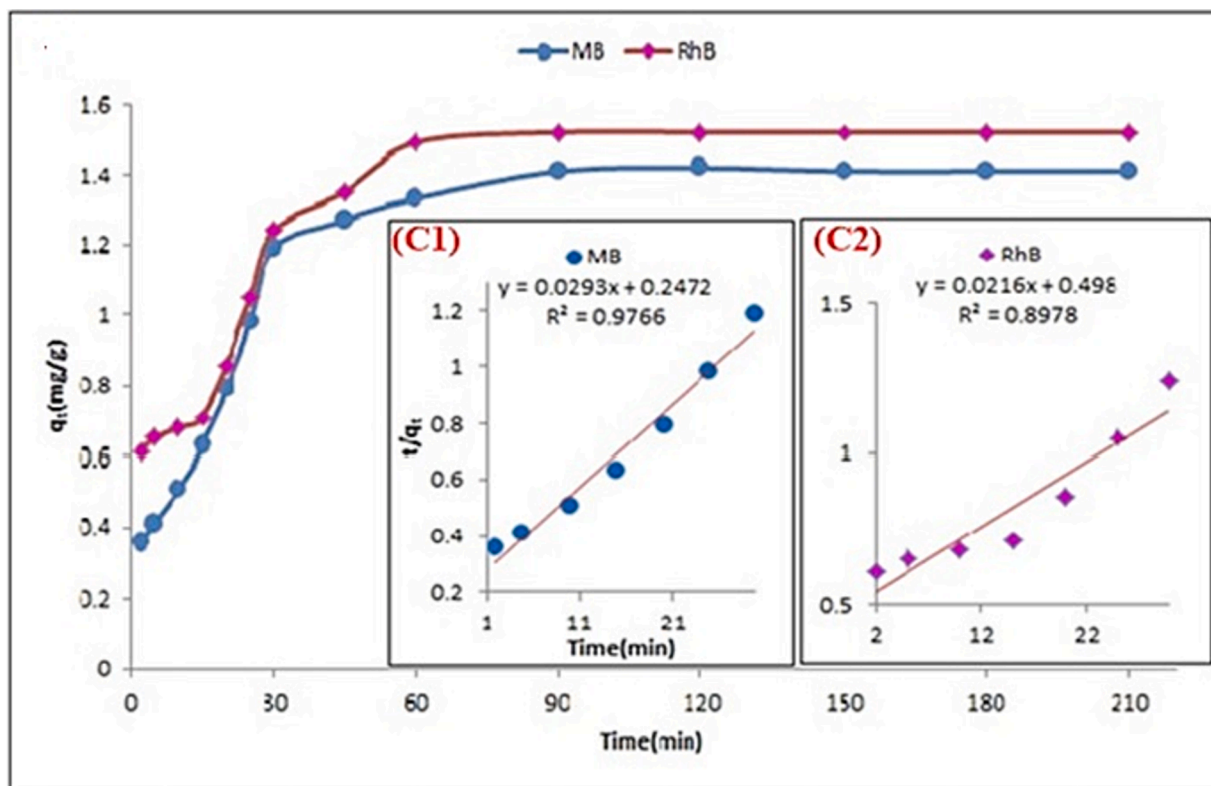 MB RhB
1.6
1.4
1.2
1
0.8
0.6
0.4
0.2
0
qt(mg/g)
0 30 60 90 120 150 180 210
Time(min)
(C1)
MB
y = 0.0293x + 0.2472
R² = 0.9766
1.2
1
0.8
0.6
0.4
0.2
t/qt
1 11 21
Time(min)
(C2)
RhB
y = 0.0216x + 0.498
R² = 0.8978
1.5
1
0.5
2 12 22